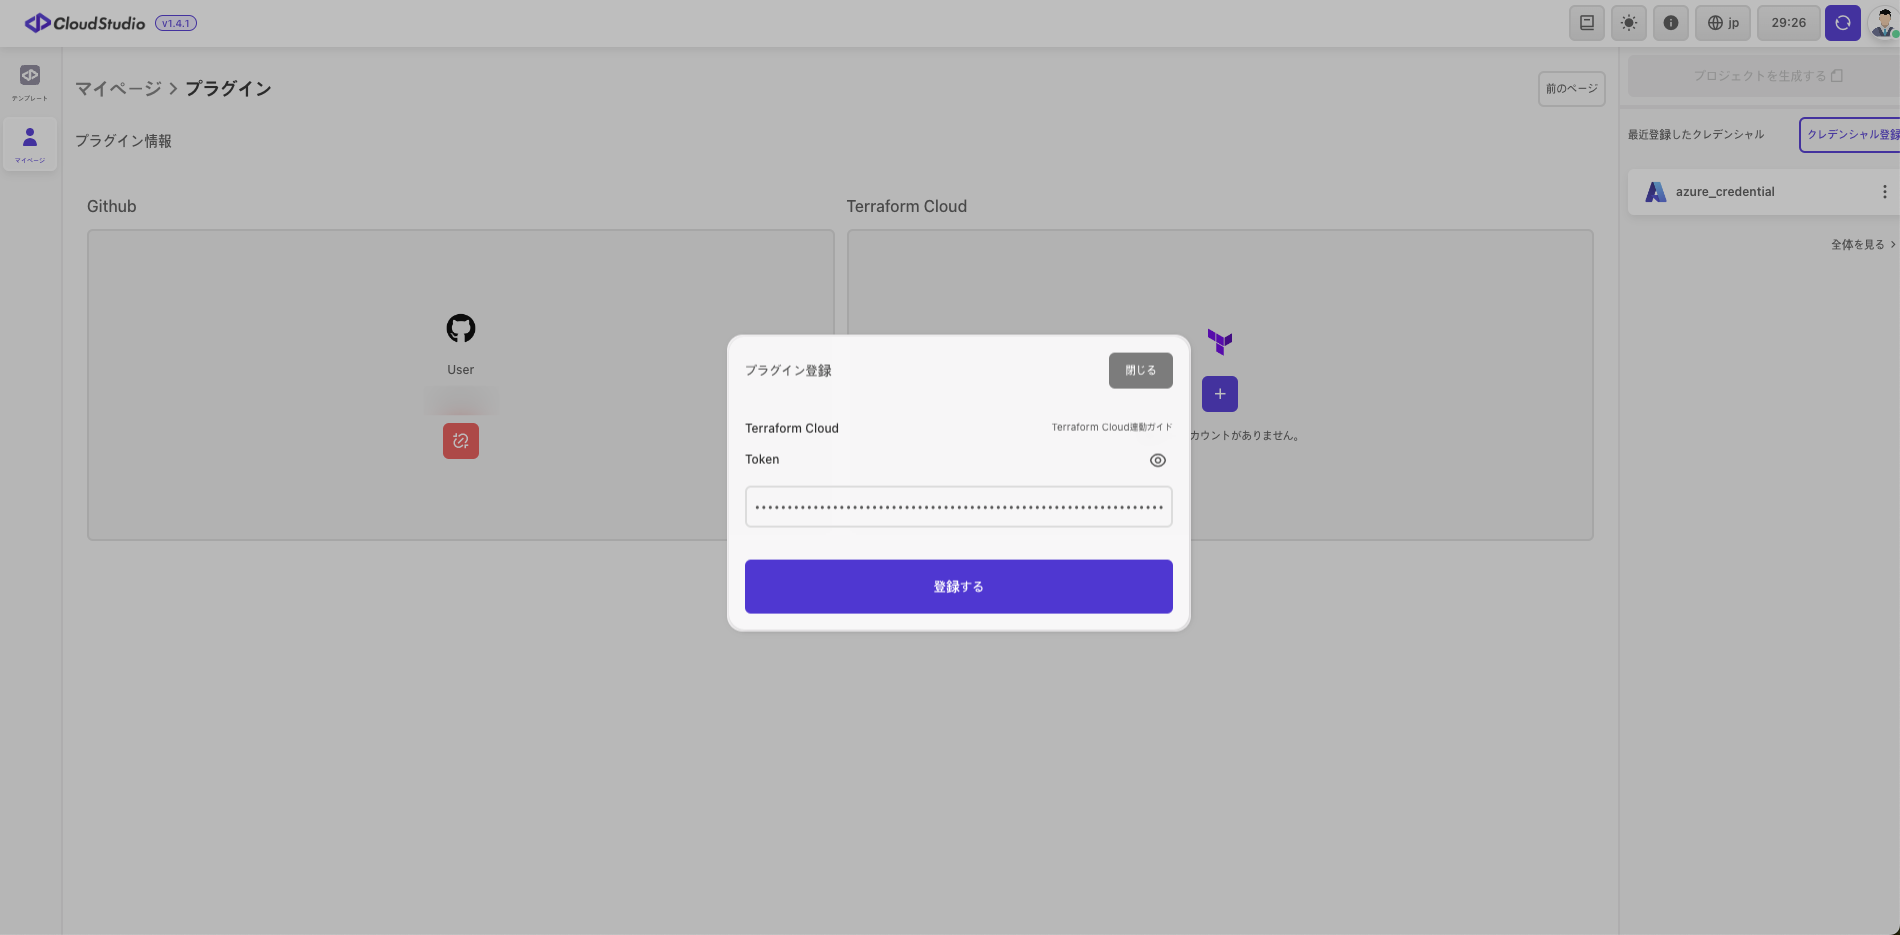 CloudStudio v1.4.1
jp
29:26
テンプレート
マイページ
マイページ > プラグイン
前のページ
プラグイン情報
Github
User
Terraform Cloud
カウントがありません。
プラグイン登録
閉じる
Terraform Cloud
Terraform Cloud連動ガイド
Token
登録する
プロジェクトを生成する
最近登録したクレデンシャル
クレデンシャル登録
azure_credential
全体を見る >